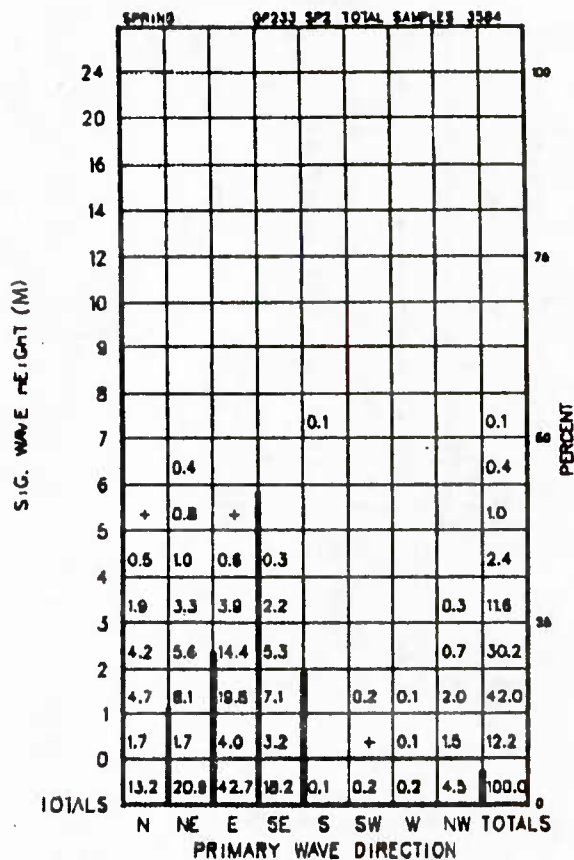 SPRING GP233 SP2 TOTAL SAMPLES 3584
24 100
20
16
14
12 75
10
9
8
0.1 0.1
7 50
0.4 0.4
6
+ 0.8 + 1.0
5
0.5 1.0 0.6 0.3 2.4
4
1.9 3.3 3.9 2.2 0.3 11.6
3 25
4.2 5.6 14.4 5.3 0.7 30.2
2
4.7 8.1 19.8 7.1 0.2 0.1 2.0 42.0
1
1.7 1.7 4.0 3.2 + 0.1 1.5 12.2
0
13.2 20.9 42.7 18.2 0.1 0.2 0.2 4.5 100.0
TOTALS 0
N NE E SE S SW W NW TOTALS
PRIMARY WAVE DIRECTION
SIG. WAVE HEIGHT (M)
PERCENT